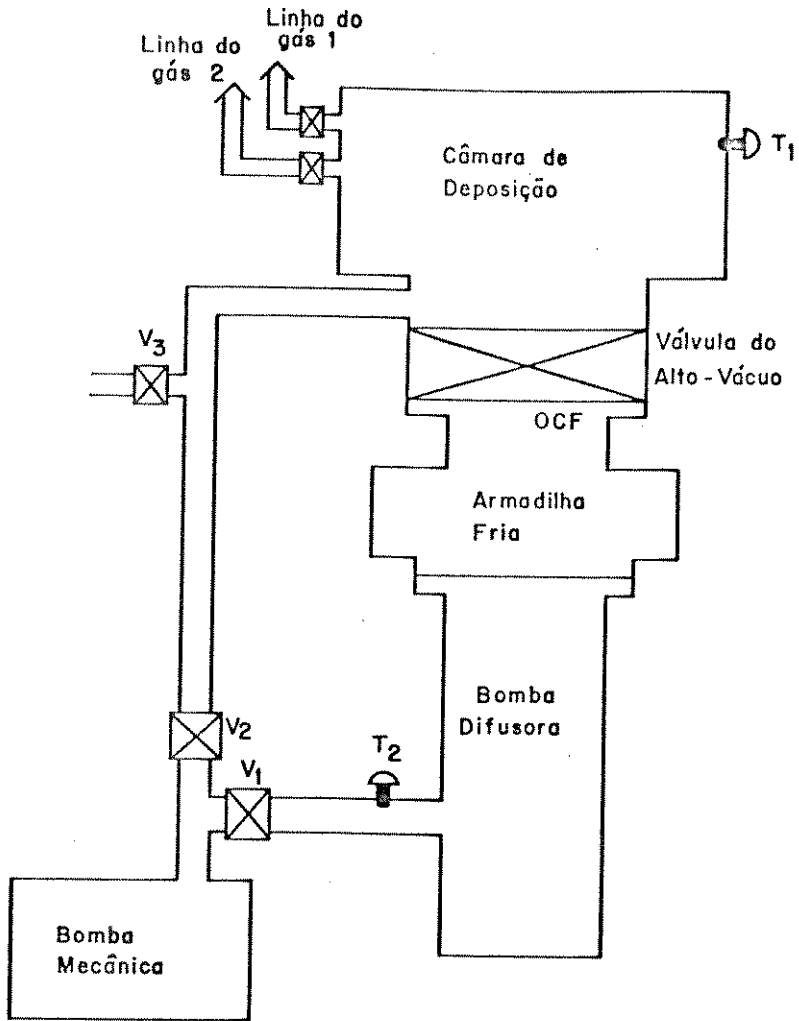 Linha do
gás 1
Linha do
gás 2
Câmara de
Deposição
T1
V3
Válvula do
Alto-Vácuo
OCF
Armadilha
Fria
Bomba
Difusora
V2
T2
V1
Bomba
Mecânica